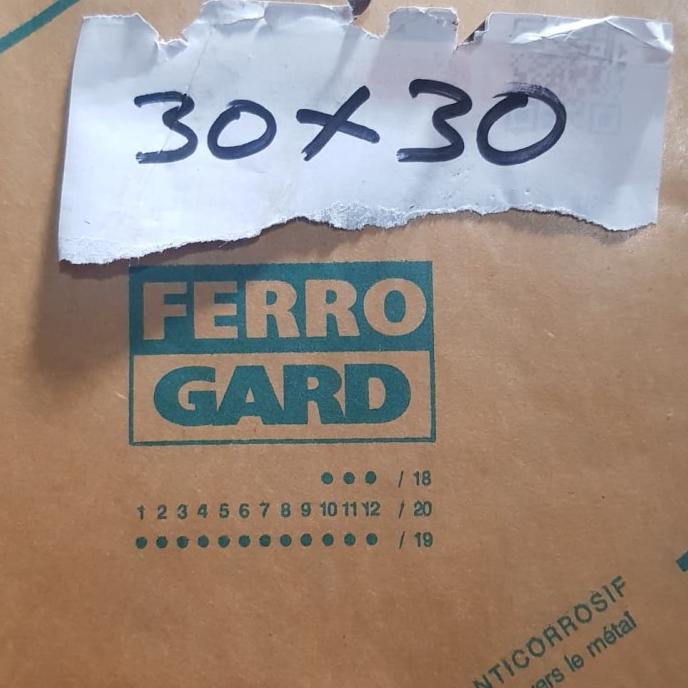 30x30
FERRO
GARD
••• / 18
1 2 3 4 5 6 7 8 9 10 11 12 / 20
•••••••••••• / 19
NTICORROSIF
ers le métal